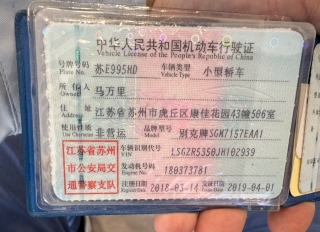 中华人民共和国机动车行驶证
Vehicle License of the People's Republic of China
号牌号码 苏E995MD 车辆类型 小型轿车
Plate No. Vehicle Type
所有人 马万里
Owner
住址 江苏省苏州市虎丘区康佳花园43幢506室
Address
使用性质 非营运 品牌型号 别克牌SGM7157EAA1
Use Character Model
江苏省苏州市公安局交通警察支队
车辆识别代号 LSGZR5350JH102939
VIN
发动机号码 180373781
Engine No.
注册日期 2018-03-14 发证日期 2019-04-01
Register Date Issue Date